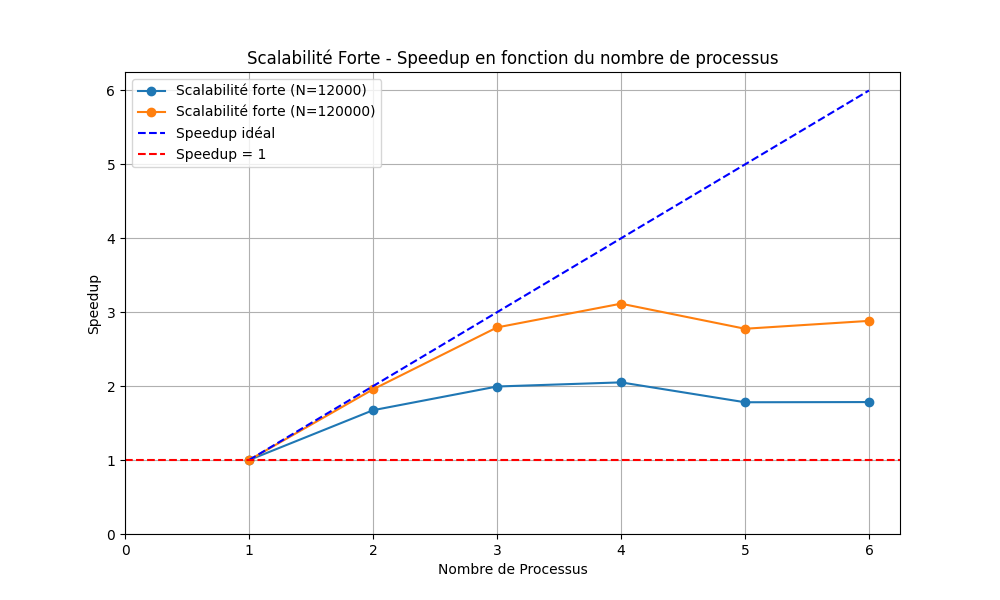 Scalabilité Forte - Speedup en fonction du nombre de processus
Scalabilité forte (N=12000)
Scalabilité forte (N=120000)
Speedup idéal
Speedup = 1
6
5
4
3
2
1
0
Speedup
0 1 2 3 4 5 6
Nombre de Processus